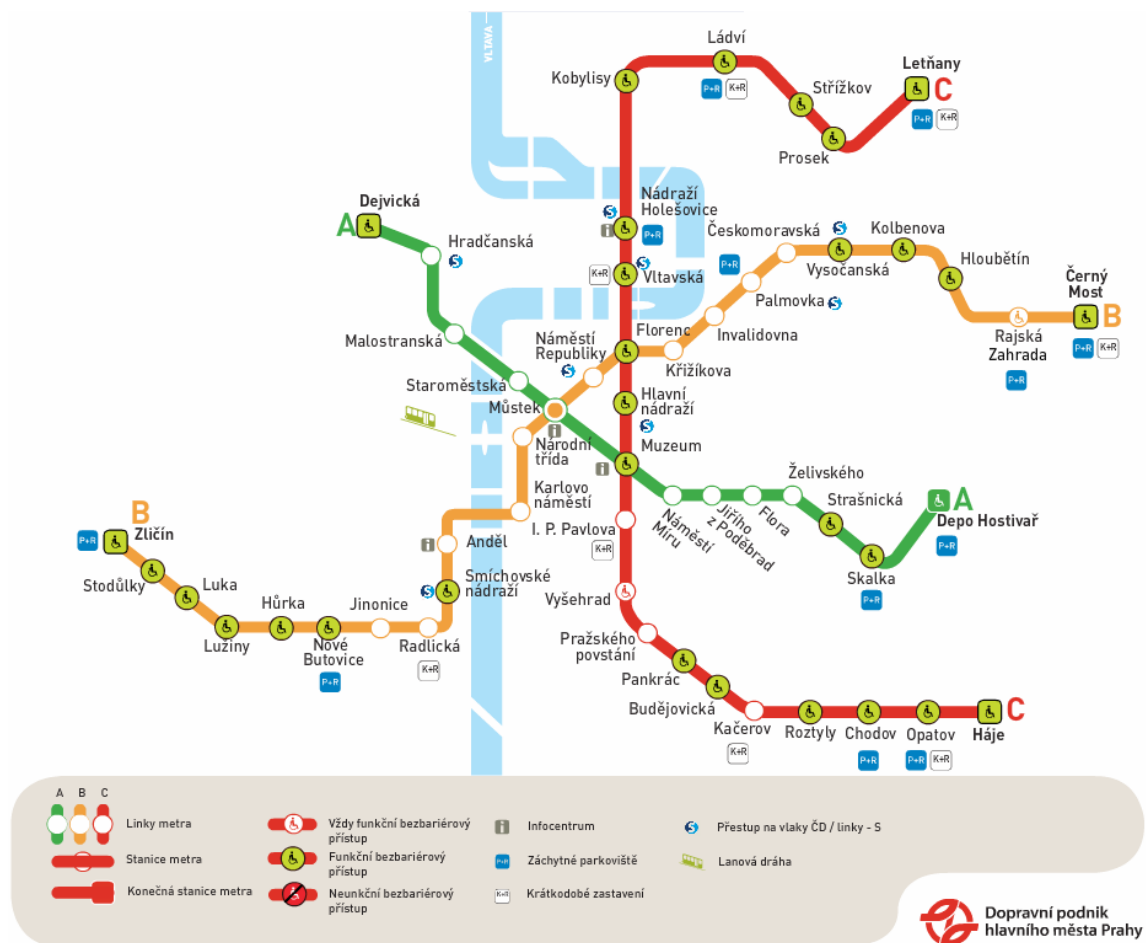 VLTAVA
Ládví
P+R K+R
Kobylisy
Letňany
C
P+R K+R
Střížkov
Prosek
Dejvická
A
Hradčanská
S
Nádraží
Holešovice
S
i
P+R
Českomoravská
P+R
S
Kolbenova
Vysočanská
Hloubětín
K+R
S
Vltavská
Palmovka S
Černý
Most
B
P+R K+R
Rajská
Zahrada
P+R
Malostranská
Náměstí
Republiky
S
Florenc
Invalidovna
Křižíkova
Staroměstská
Můstek
i
Hlavní
nádraží
S
Národní
třída
i
Muzeum
Karlovo
náměstí
Želivského
Strašnická
A
Depo Hostivař
P+R
I. P. Pavlova
K+R
Náměstí
Míru
Jiřího
z Poděbrad
Flora
Skalka
P+R
B
Zličín
P+R
Stodůlky
Luka
Lužiny
Hůrka
Nové
Butovice
P+R
Jinonice
Radlická
K+R
i
Anděl
Smíchovské
nádraží
S
Vyšehrad
Pražského
povstání
Pankrác
Budějovická
Kačerov
K+R
Roztyly
Chodov
P+R
Opatov
P+R K+R
Háje
C
A B C
Linky metra
Stanice metra
Konečná stanice metra
Vždy funkční bezbariérový
přístup
Funkční bezbariérový
přístup
Neunkční bezbariérový
přístup
i Infocentrum
P+R Záchytné parkoviště
K+R Krátkodobé zastavení
S Přestup na vlaky ČD / linky - S
Lanová dráha
Dopravní podnik
hlavního města Prahy